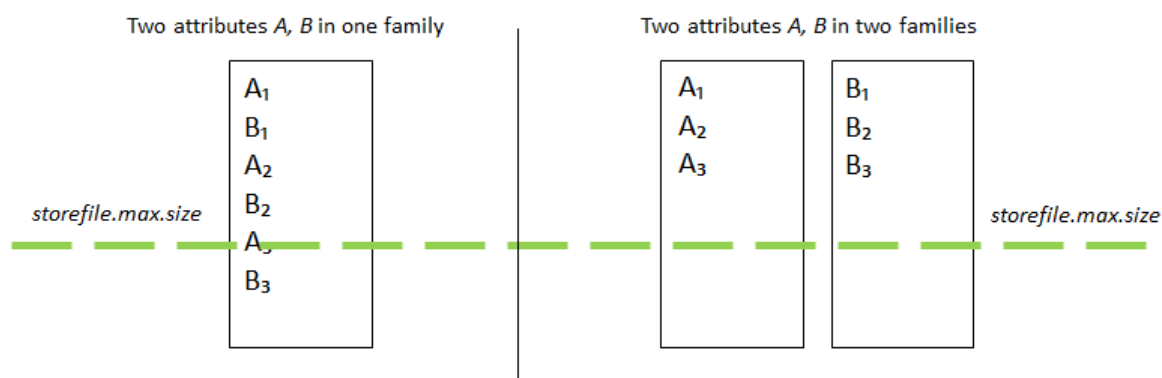 Two attributes A, B in one family
A₁
B₁
A₂
B₂
A₃
B₃
storefile.max.size
Two attributes A, B in two families
A₁
A₂
A₃
B₁
B₂
B₃
storefile.max.size